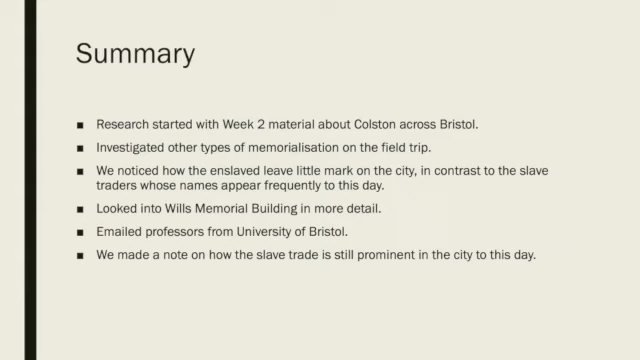 Summary
■ Research started with Week 2 material about Colston across Bristol.
■ Investigated other types of memorialisation on the field trip.
■ We noticed how the enslaved leave little mark on the city, in contrast to the slave
traders whose names appear frequently to this day.
■ Looked into Wills Memorial Building in more detail.
■ Emailed professors from University of Bristol.
■ We made a note on how the slave trade is still prominent in the city to this day.